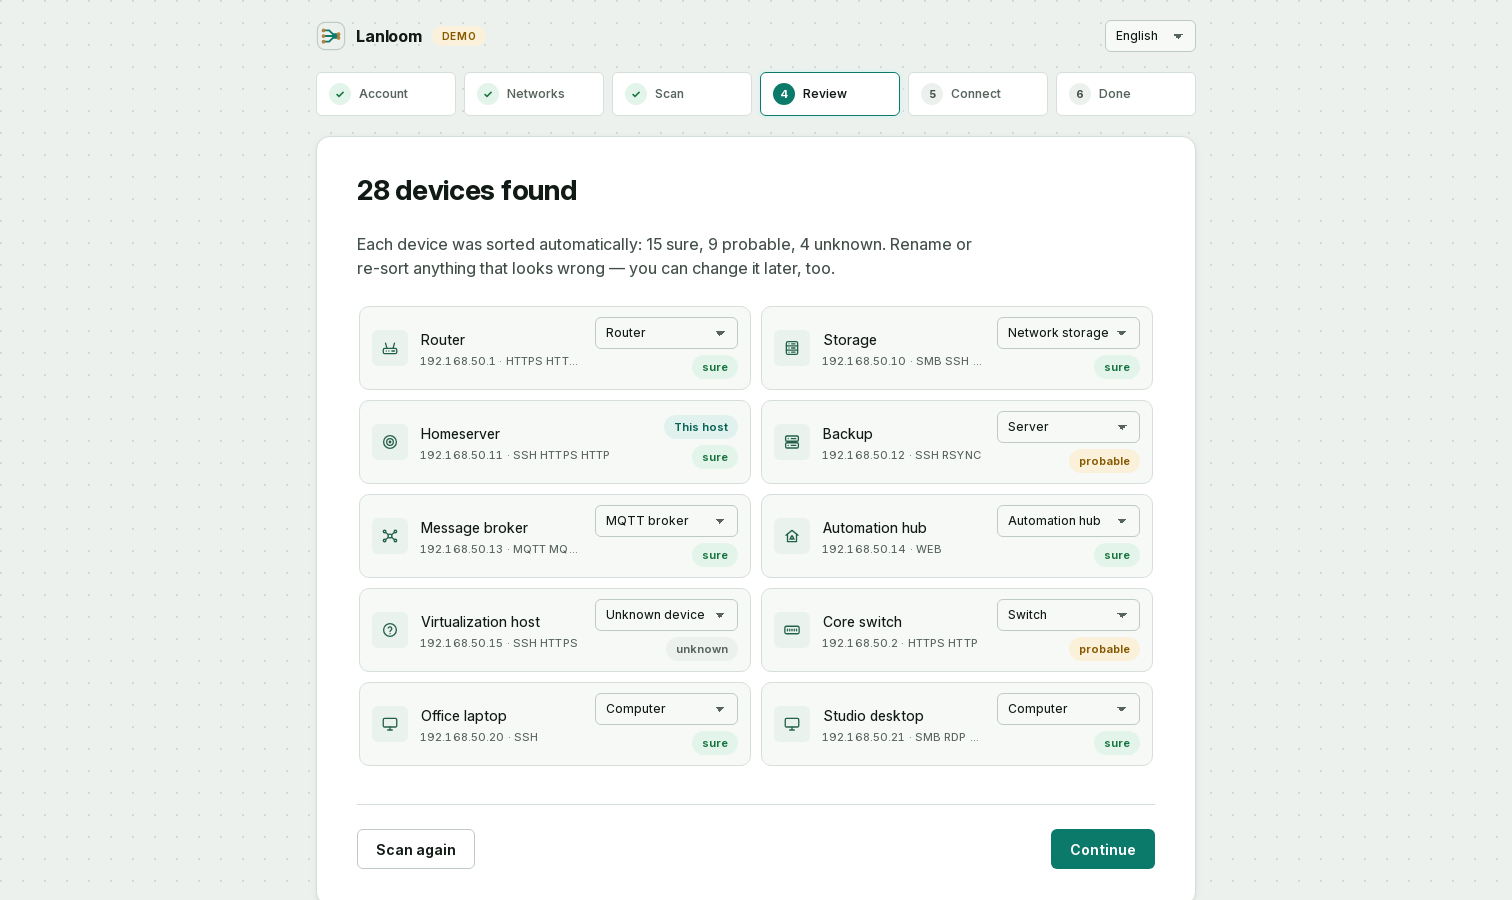 Lanloom DEMO
English
Account
Networks
Scan
4 Review
5 Connect
6 Done
28 devices found
Each device was sorted automatically: 15 sure, 9 probable, 4 unknown. Rename or
re-sort anything that looks wrong — you can change it later, too.
Router
192.168.50.1 · HTTPS HTT…
Router
sure
Storage
192.168.50.10 · SMB SSH …
Network storage
sure
Homeserver
192.168.50.11 · SSH HTTPS HTTP
This host
sure
Backup
192.168.50.12 · SSH RSYNC
Server
probable
Message broker
192.168.50.13 · MQTT MQ…
MQTT broker
sure
Automation hub
192.168.50.14 · WEB
Automation hub
sure
Virtualization host
192.168.50.15 · SSH HTTPS
Unknown device
unknown
Core switch
192.168.50.2 · HTTPS HTTP
Switch
probable
Office laptop
192.168.50.20 · SSH
Computer
sure
Studio desktop
192.168.50.21 · SMB RDP …
Computer
sure
Scan again
Continue